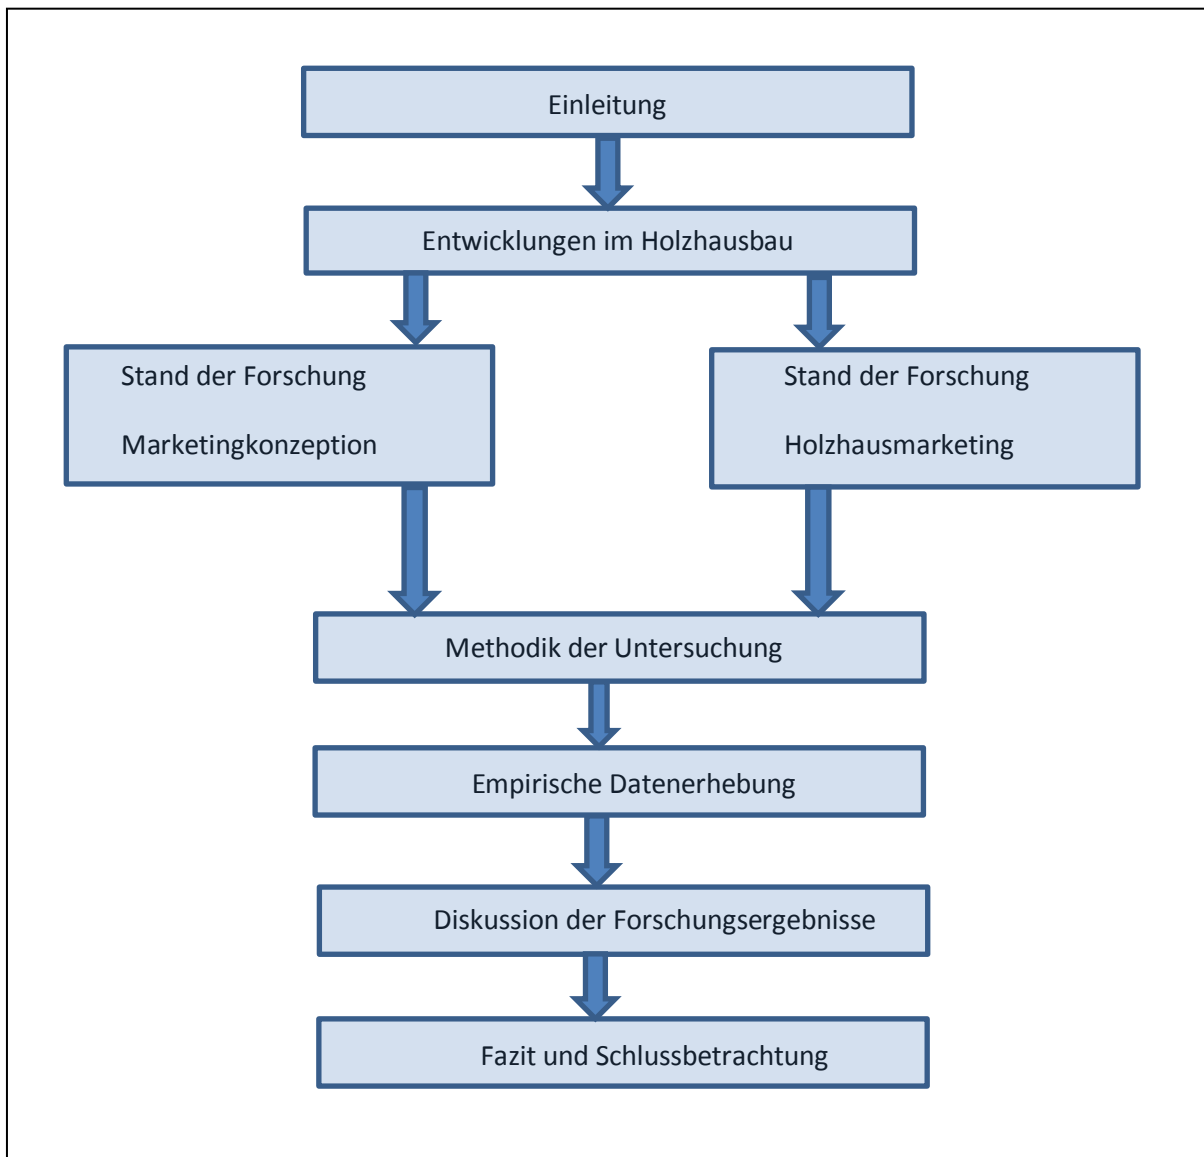 Einleitung
Entwicklungen im Holzhausbau
Stand der Forschung
Marketingkonzeption
Stand der Forschung
Holzhausmarketing
Methodik der Untersuchung
Empirische Datenerhebung
Diskussion der Forschungsergebnisse
Fazit und Schlussbetrachtung